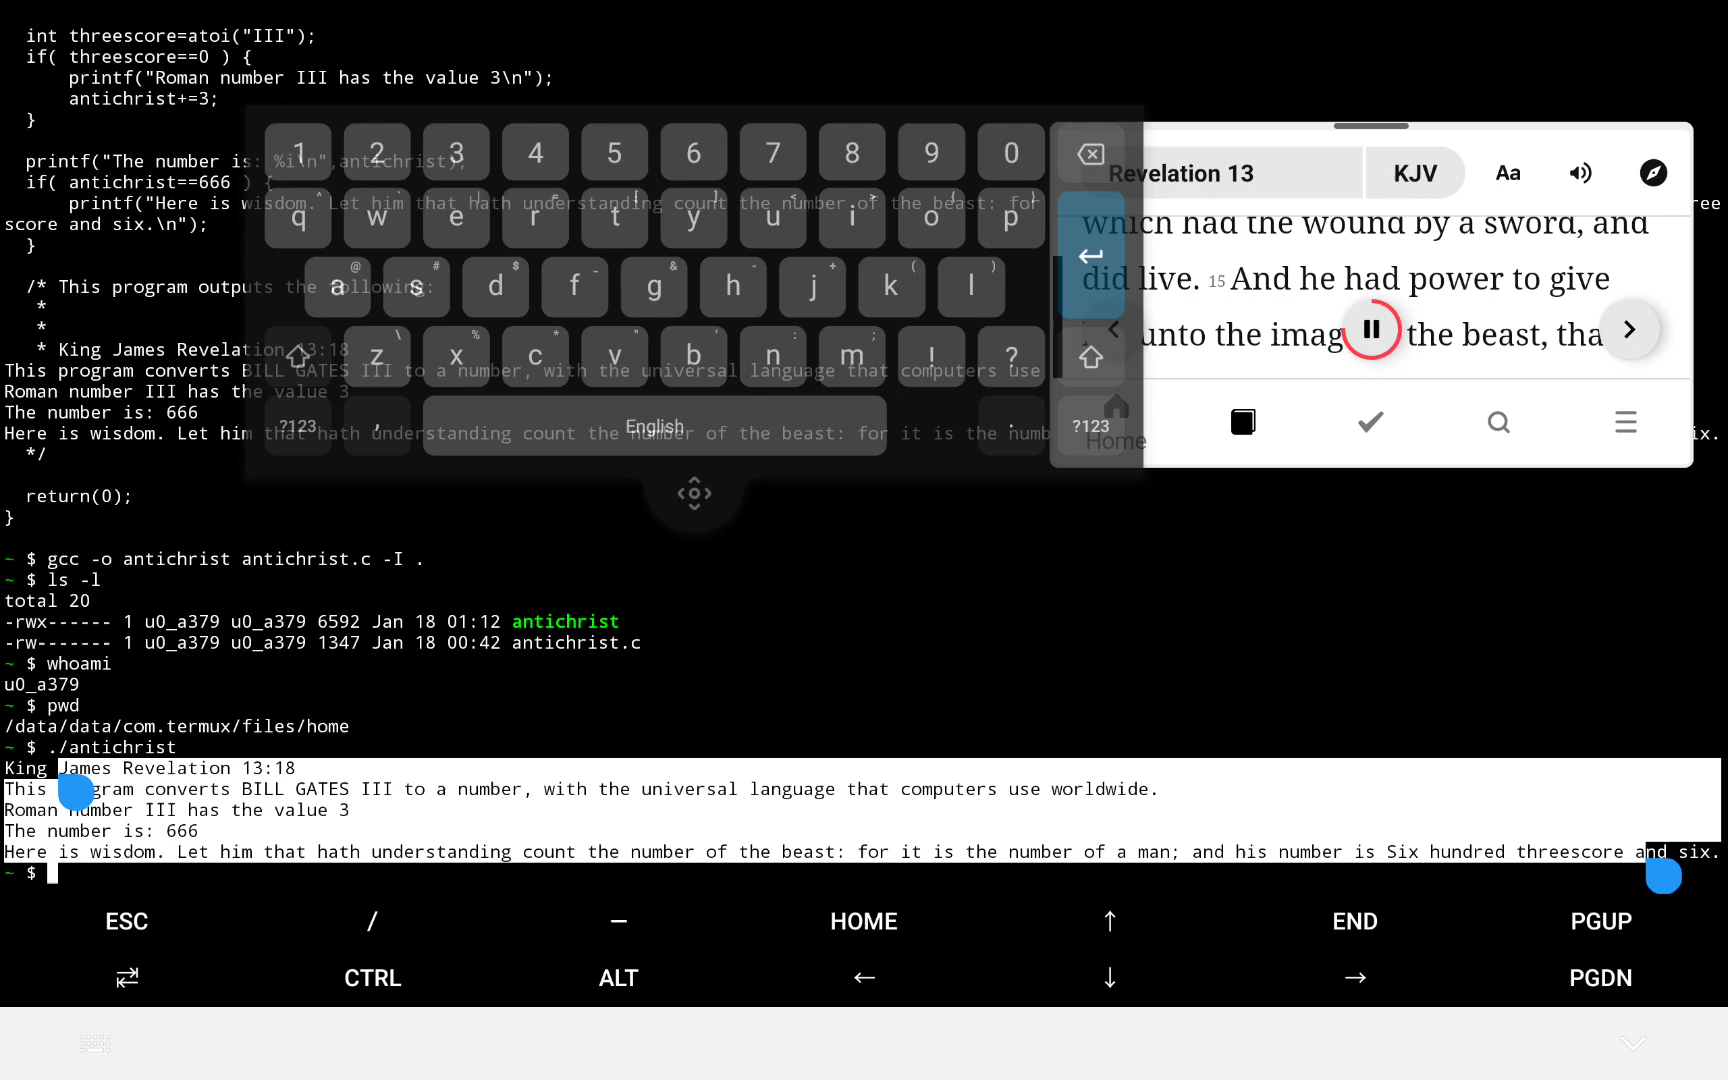 int threescore=atoi("III");
if( threescore==0 ) {
printf("Roman number III has the value 3\n");
antichrist+=3;
}
printf("The number is: %i\n",antichrist);
if( antichrist==666 ) {
printf("Here is wisdom. Let him that hath understanding count the number of the beast: for
ree
score and six.\n");
}
/* This program outputs the following:
*
*
* King James Revelation 13:18
This program converts BILL GATES III to a number, with the universal language that computers use
Roman number III has the value 3
The number is: 666
Here is wisdom. Let him that hath understanding count the number of the beast: for it is the numb
ix.
*/
return(0);
}
~ $ gcc -o antichrist antichrist.c -I .
~ $ ls -l
total 20
-rwx------ 1 u0_a379 u0_a379 6592 Jan 18 01:12 antichrist
-rw------- 1 u0_a379 u0_a379 1347 Jan 18 00:42 antichrist.c
~ $ whoami
u0_a379
~ $ pwd
/data/data/com.termux/files/home
~ $ ./antichrist
King James Revelation 13:18
This program converts BILL GATES III to a number, with the universal language that computers use worldwide.
Roman number III has the value 3
The number is: 666
Here is wisdom. Let him that hath understanding count the number of the beast: for it is the number of a man; and his number is Six hundred threescore and six.
~ $
1 2 3 4 5 6 7 8 9 0
^ ` | = [ ] < > { }
q w e r t y u i o p
@ # $ _ & - + ( )
a s d f g h j k l
\ % * " ' : ;
z x c v b n m ! ?
?123 , English . ?123
Revelation 13 KJV Aa
which had the wound by a sword, and
did live. 15 And he had power to give
unto the imag the beast, tha
Home
ESC / — HOME ↑ END PGUP
⇄ CTRL ALT ← ↓ → PGDN